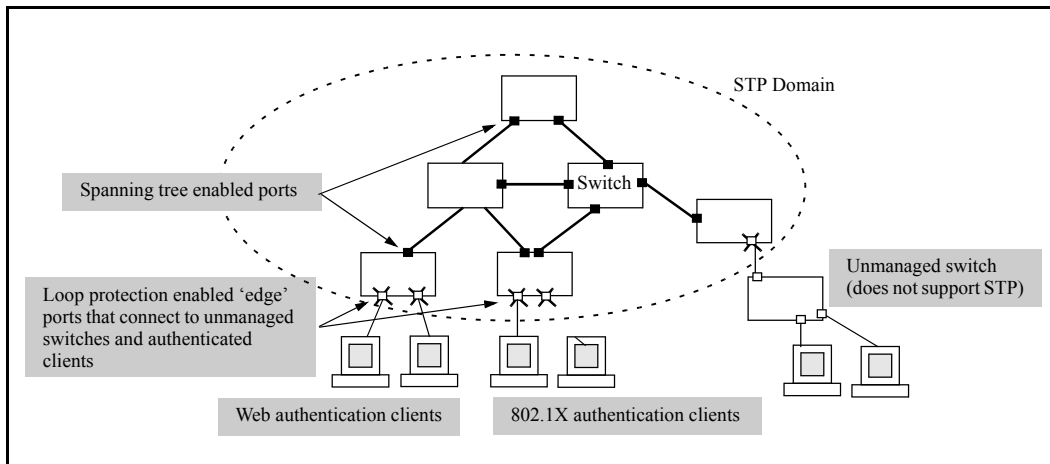 STP Domain
Spanning tree enabled ports
Switch
Loop protection enabled ‘edge’
ports that connect to unmanaged
switches and authenticated
clients
Unmanaged switch
(does not support STP)
Web authentication clients
802.1X authentication clients